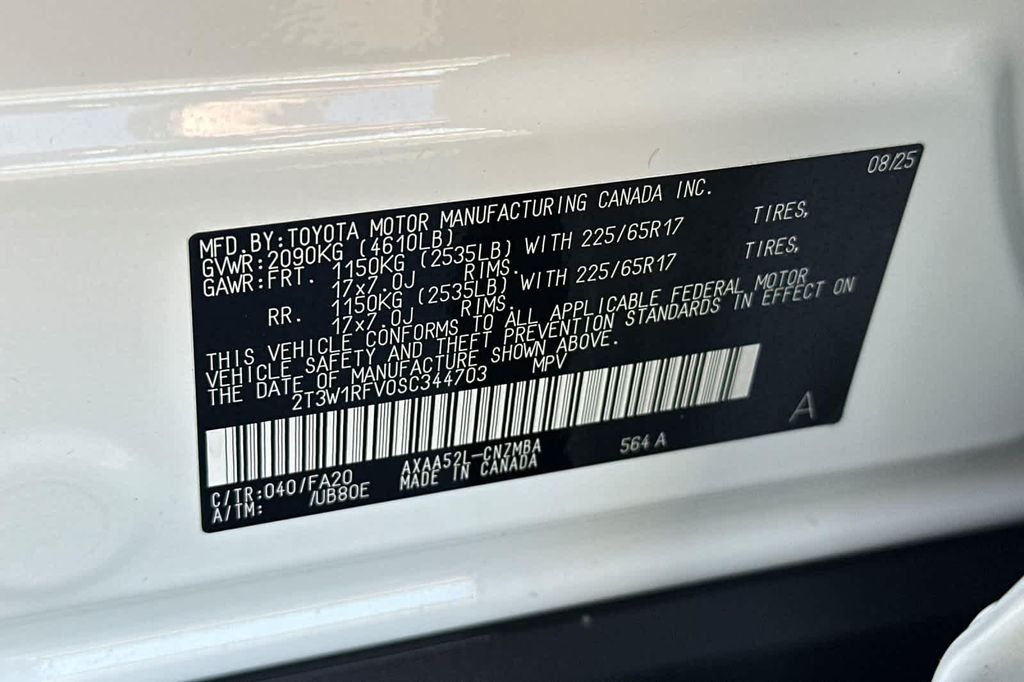 08/25
MFD.BY:TOYOTA MOTOR MANUFACTURING CANADA INC.
GVWR:2090KG (4610LB)
GAWR:FRT. 1150KG (2535LB) WITH 225/65R17 TIRES,
17x7.0J RIMS.
RR. 1150KG (2535LB) WITH 225/65R17 TIRES,
17x7.0J RIMS.
THIS VEHICLE CONFORMS TO ALL APPLICABLE FEDERAL MOTOR
VEHICLE SAFETY AND THEFT PREVENTION STANDARDS IN EFFECT ON
THE DATE OF MANUFACTURE SHOWN ABOVE.
2T3W1RFV0SC344703 MPV
C/TR:040/FA20 AXAA52L-CNZMBA 564 A A
A/TM: /UB80E MADE IN CANADA